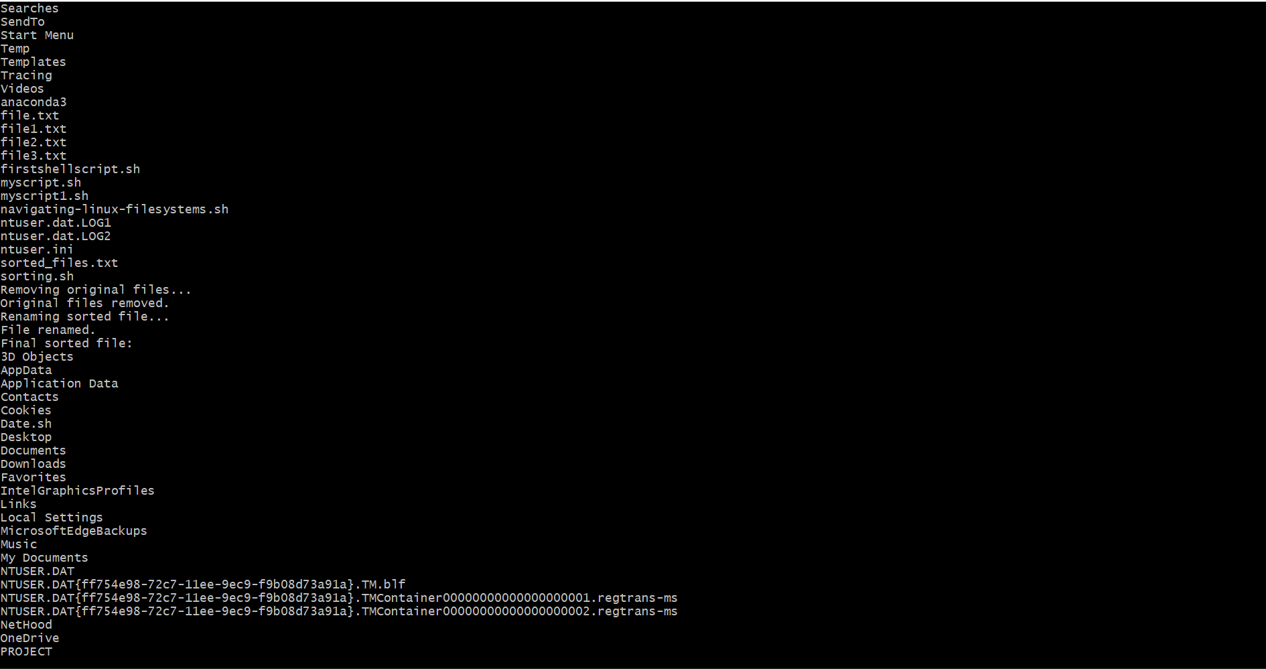 Searches
SendTo
Start Menu
Temp
Templates
Tracing
Videos
anaconda3
file.txt
file1.txt
file2.txt
file3.txt
firstshellscript.sh
myscript.sh
myscript1.sh
navigating-linux-filesystems.sh
ntuser.dat.LOG1
ntuser.dat.LOG2
ntuser.ini
sorted_files.txt
sorting.sh
Removing original files...
Original files removed.
Renaming sorted file...
File renamed.
Final sorted file:
3D Objects
AppData
Application Data
Contacts
Cookies
Date.sh
Desktop
Documents
Downloads
Favorites
IntelGraphicsProfiles
Links
Local Settings
MicrosoftEdgeBackups
Music
My Documents
NTUSER.DAT
NTUSER.DAT{ff754e98-72c7-11ee-9ec9-f9b08d73a91a}.TM.blf
NTUSER.DAT{ff754e98-72c7-11ee-9ec9-f9b08d73a91a}.TMContainer00000000000000000001.regtrans-ms
NTUSER.DAT{ff754e98-72c7-11ee-9ec9-f9b08d73a91a}.TMContainer00000000000000000002.regtrans-ms
NetHood
OneDrive
PROJECT